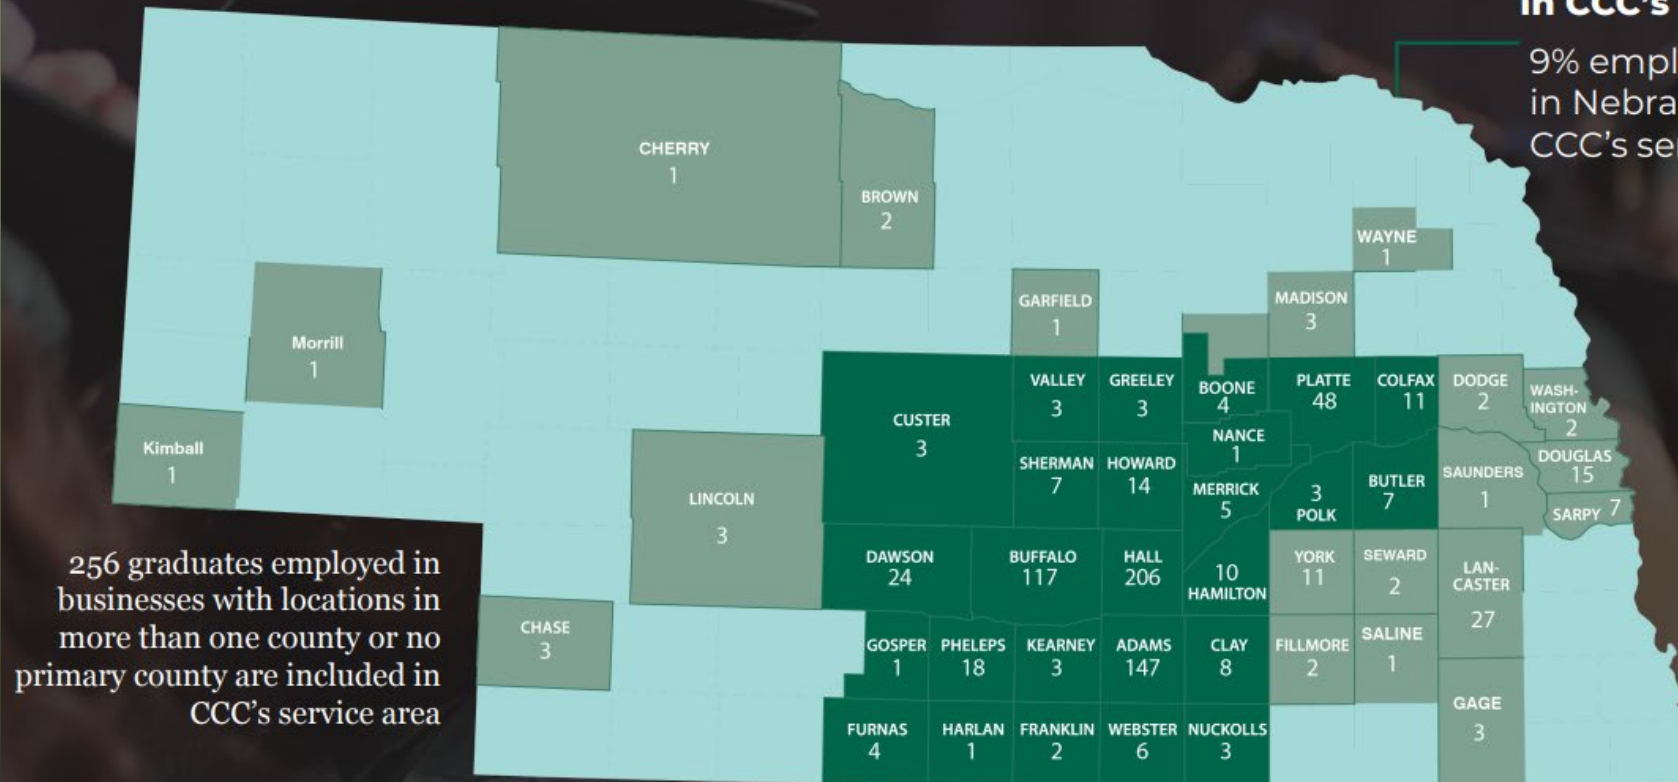 in CCC's
9% empl
in Nebra
CCC's se
CHERRY
1
BROWN
2
WAYNE
1
GARFIELD
1
MADISON
3
Morrill
1
Kimball
1
LINCOLN
3
CHASE
3
CUSTER
3
VALLEY
3
GREELEY
3
BOONE
4
PLATTE
48
COLFAX
11
DODGE
2
WASH-
INGTON
2
NANCE
1
SHERMAN
7
HOWARD
14
MERRICK
5
3
POLK
BUTLER
7
SAUNDERS
1
DOUGLAS
15
SARPY 7
DAWSON
24
BUFFALO
117
HALL
206
10
HAMILTON
YORK
11
SEWARD
2
LAN-
CASTER
27
GOSPER
1
PHELEPS
18
KEARNEY
3
ADAMS
147
CLAY
8
FILLMORE
2
SALINE
1
GAGE
3
FURNAS
4
HARLAN
1
FRANKLIN
2
WEBSTER
6
NUCKOLLS
3
256 graduates employed in
businesses with locations in
more than one county or no
primary county are included in
CCC's service area